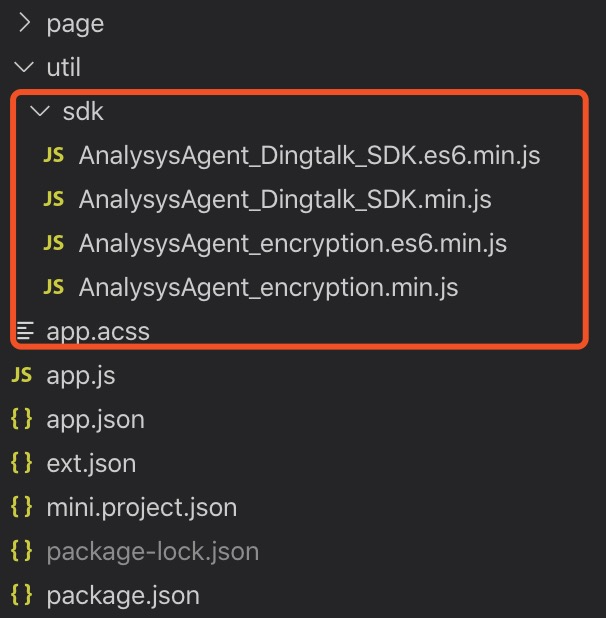 page
util
sdk
JS AnalysysAgent_Dingtalk_SDK.es6.min.js
JS AnalysysAgent_Dingtalk_SDK.min.js
JS AnalysysAgent_encryption.es6.min.js
JS AnalysysAgent_encryption.min.js
app.acss
JS app.js
{} app.json
{} ext.json
{} mini.project.json
{} package-lock.json
{} package.json